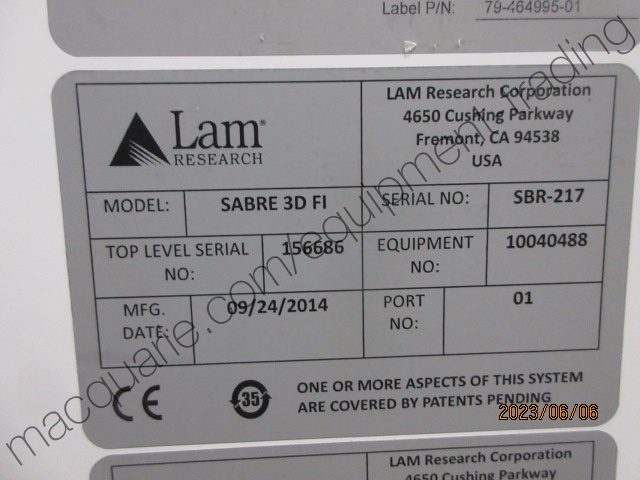 Label P/N: 79-464995-01
Lam®
RESEARCH
LAM Research Corporation
4650 Cushing Parkway
Fremont, CA 94538
USA
MODEL: SABRE 3D FI
SERIAL NO: SBR-217
TOP LEVEL SERIAL
NO:
156686
EQUIPMENT
NO:
10040488
MFG.
DATE:
09/24/2014
PORT
NO:
01
CE
35
ONE OR MORE ASPECTS OF THIS SYSTEM
ARE COVERED BY PATENTS PENDING
2023/06/06
LAM Research Corporation
4650 Cushing Parkway
macquarie.com/equipment-trading